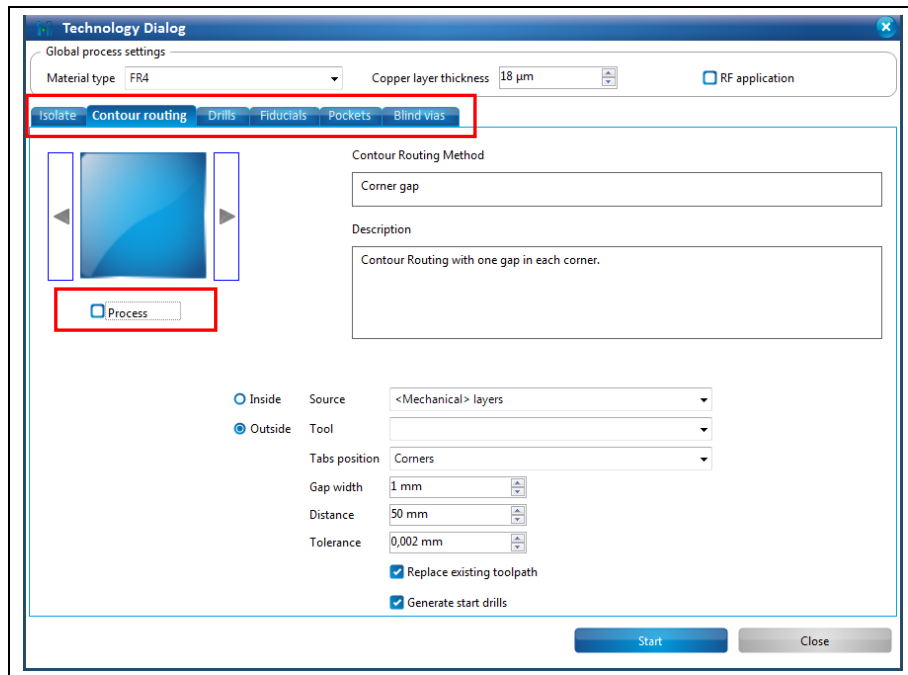 Technology Dialog
Global process settings
Material type FR4 Copper layer thickness 18 µm RF application
Isolate Contour routing Drills Fiducials Pockets Blind vias
Contour Routing Method
Corner gap
Description
Contour Routing with one gap in each corner.
Process
Inside Source <Mechanical> layers
Outside Tool
Tabs position Corners
Gap width 1 mm
Distance 50 mm
Tolerance 0,002 mm
Replace existing toolpath
Generate start drills
Start Close